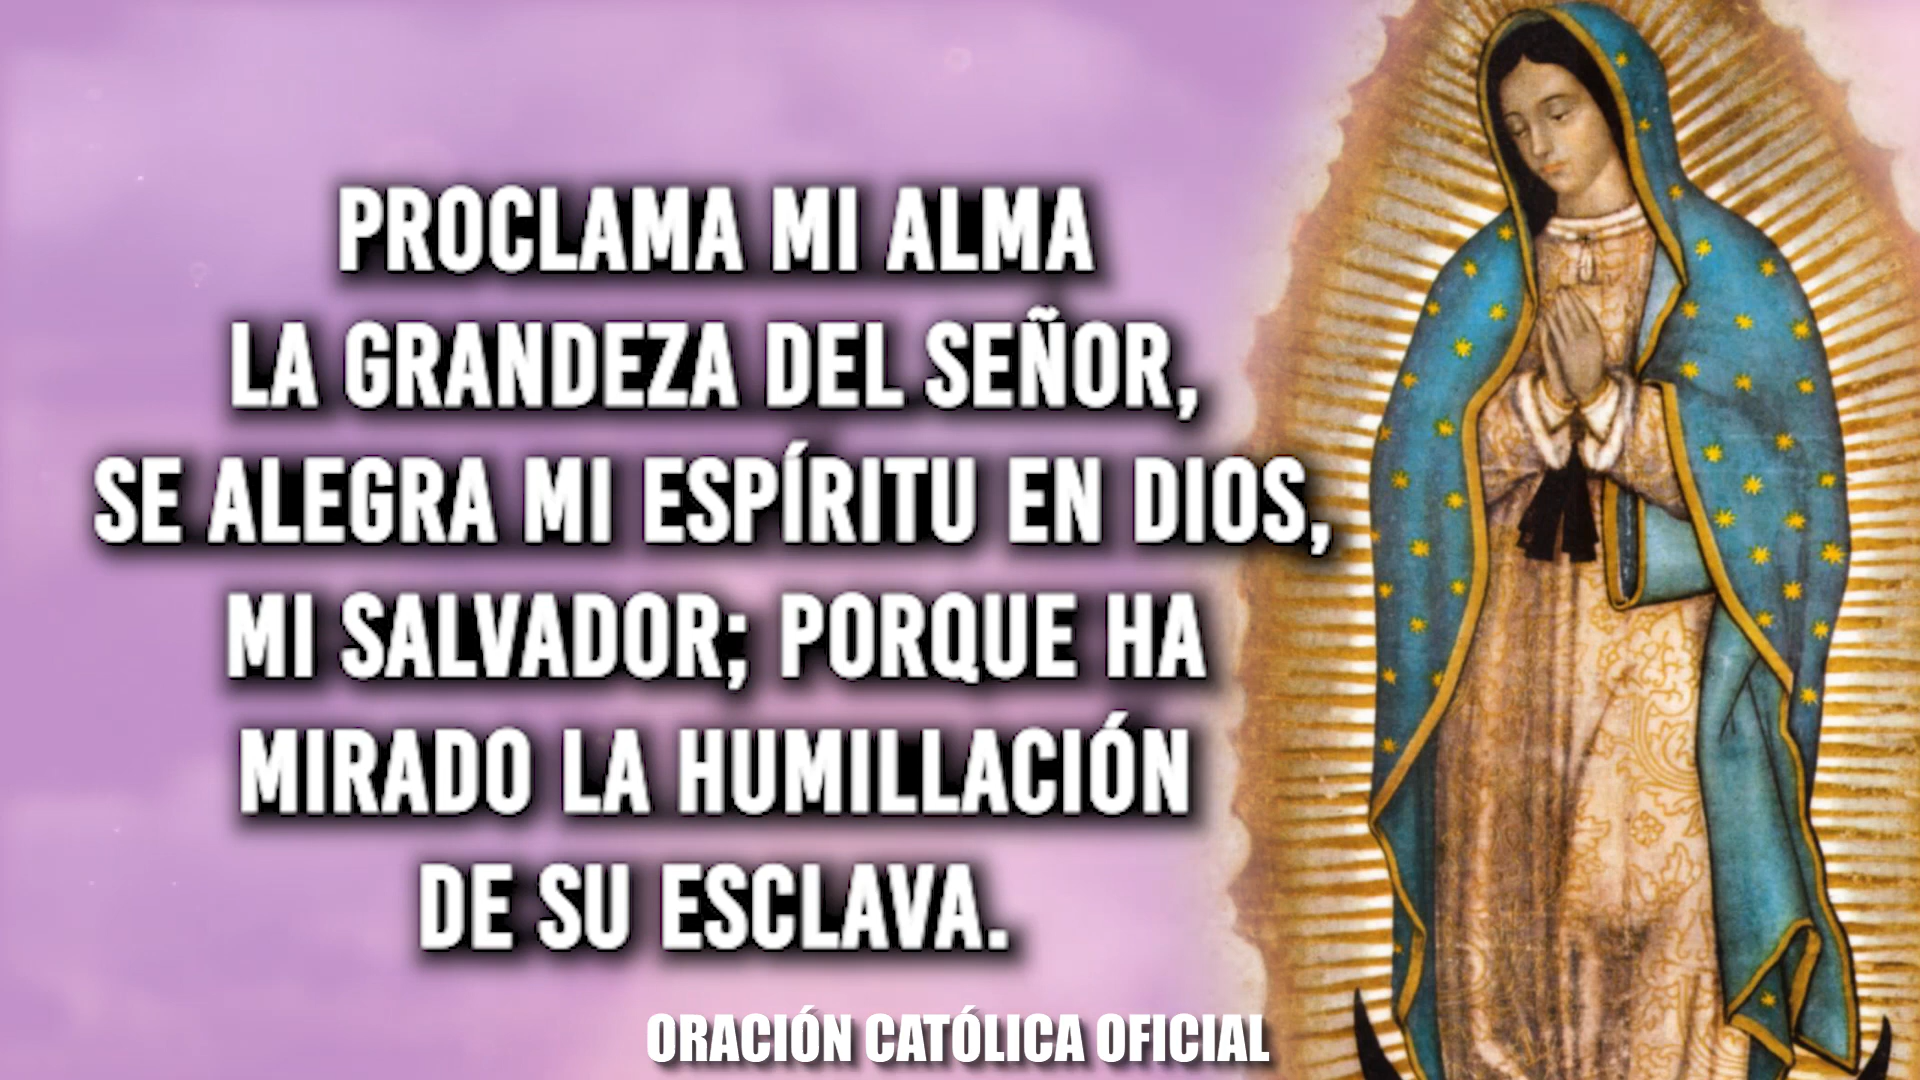 PROCLAMA MI ALMA
LA GRANDEZA DEL SEÑOR,
SE ALEGRA MI ESPÍRITU EN DIOS,
MI SALVADOR; PORQUE HA
MIRADO LA HUMILLACIÓN
DE SU ESCLAVA.
ORACIÓN CATÓLICA OFICIAL